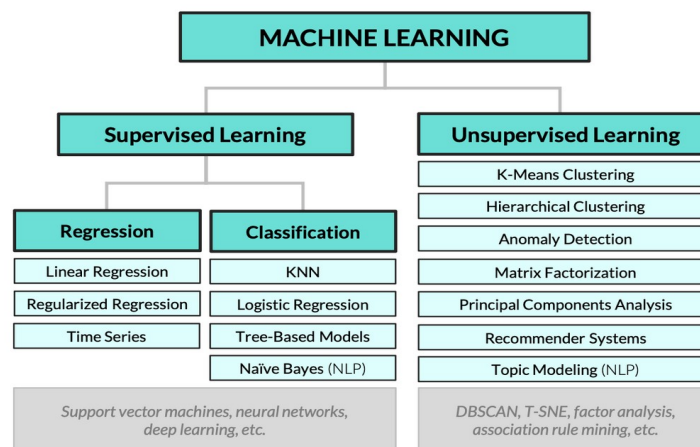 MACHINE LEARNING
Supervised Learning
Unsupervised Learning
Regression
Classification
Linear Regression
Regularized Regression
Time Series
KNN
Logistic Regression
Tree-Based Models
Naïve Bayes (NLP)
Support vector machines, neural networks,
deep learning, etc.
K-Means Clustering
Hierarchical Clustering
Anomaly Detection
Matrix Factorization
Principal Components Analysis
Recommender Systems
Topic Modeling (NLP)
DBSCAN, T-SNE, factor analysis,
association rule mining, etc.